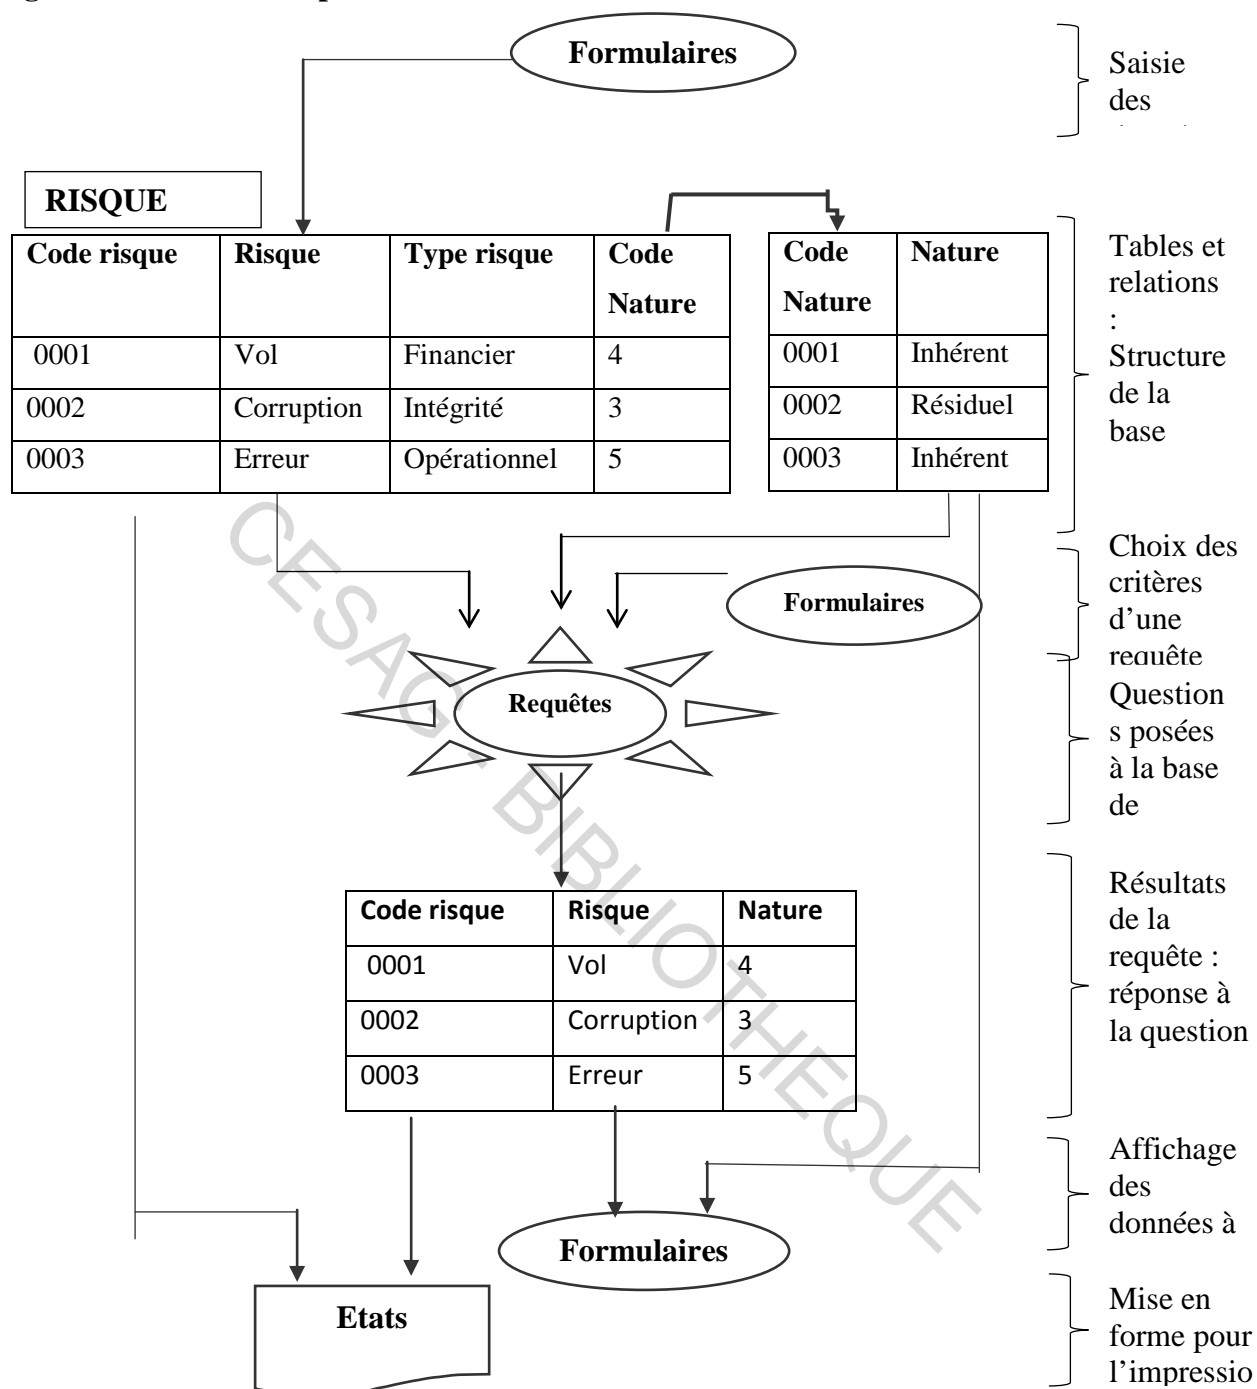 Formulaires
Saisie
des
RISQUE
Code risque Risque Type risque Code Nature
0001 Vol Financier 4
0002 Corruption Intégrité 3
0003 Erreur Opérationnel 5
Code Nature Nature
0001 Inhérent
0002 Résiduel
0003 Inhérent
Tables et
relations
:
Structure
de la
base
Choix des
critères
d’une
requête
Formulaires
Requêtes
Question
s posées
à la base
de
Code risque Risque Nature
0001 Vol 4
0002 Corruption 3
0003 Erreur 5
Résultats
de la
requête :
réponse à
la question
Affichage
des
données à
Formulaires
Etats
Mise en
forme pour
l’impressio
CESAG - BIBLIOTHEQUE